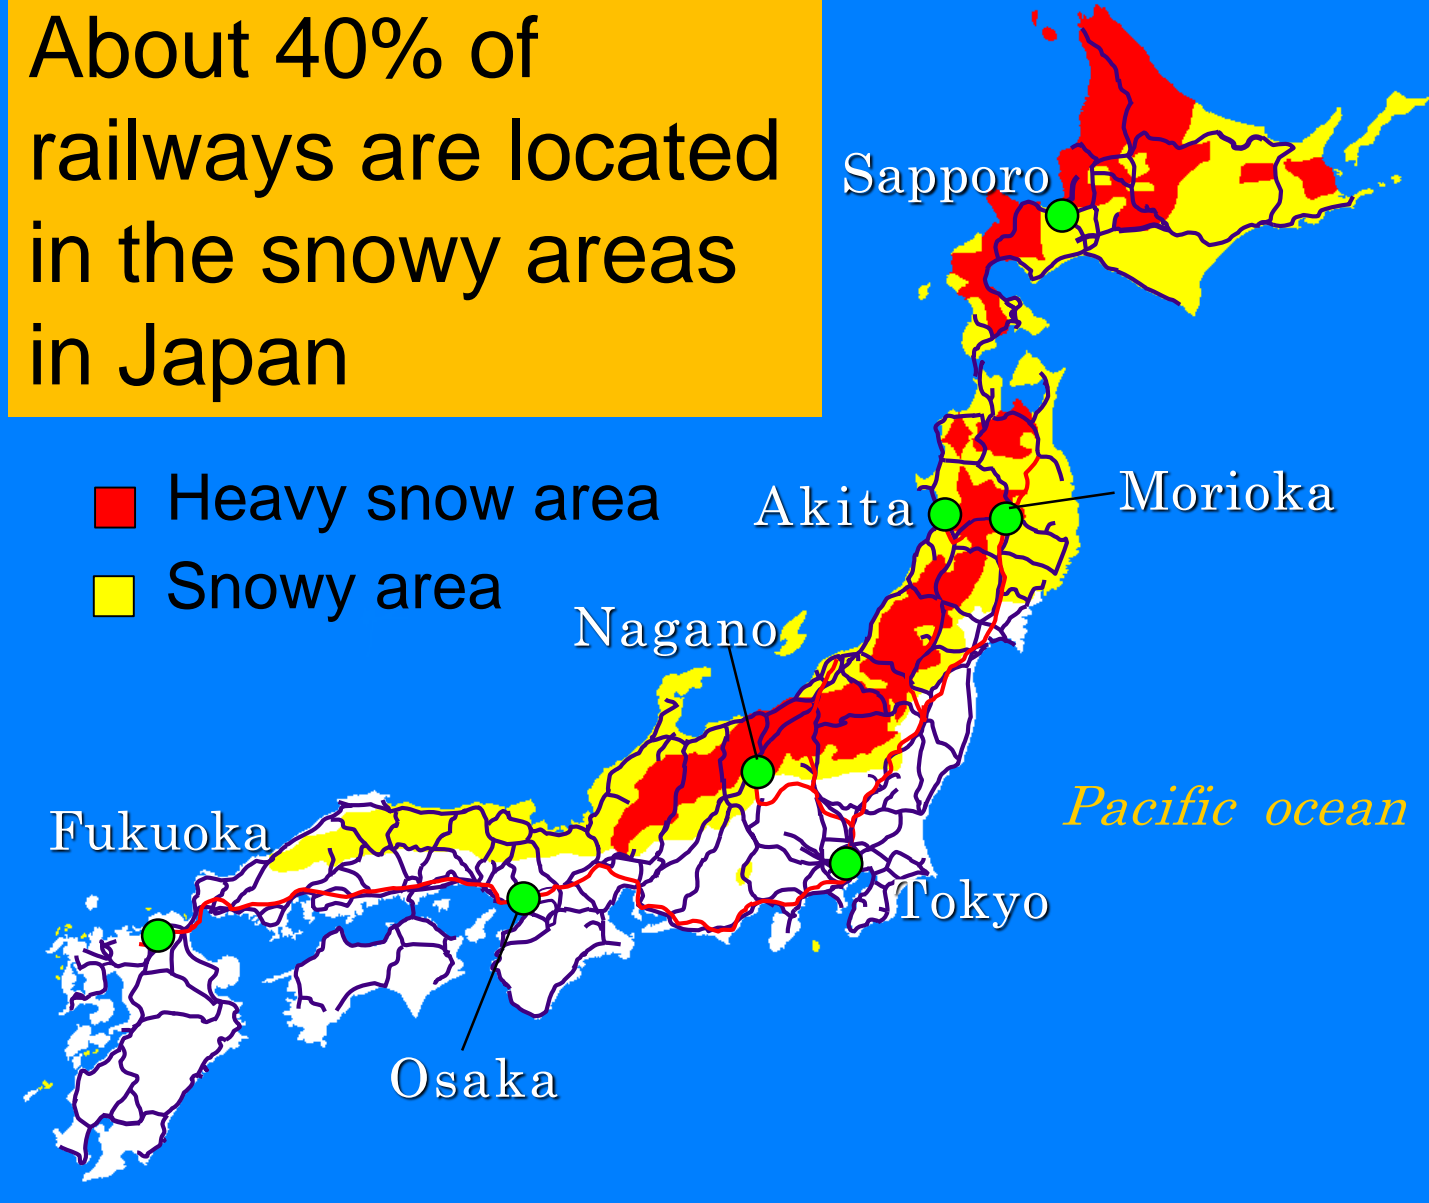 About 40% of
railways are located
in the snowy areas
in Japan
Sapporo
Heavy snow area
Akita
Morioka
Snowy area
Nagano
Pacific ocean
Fukuoka
Tokyo
Osaka